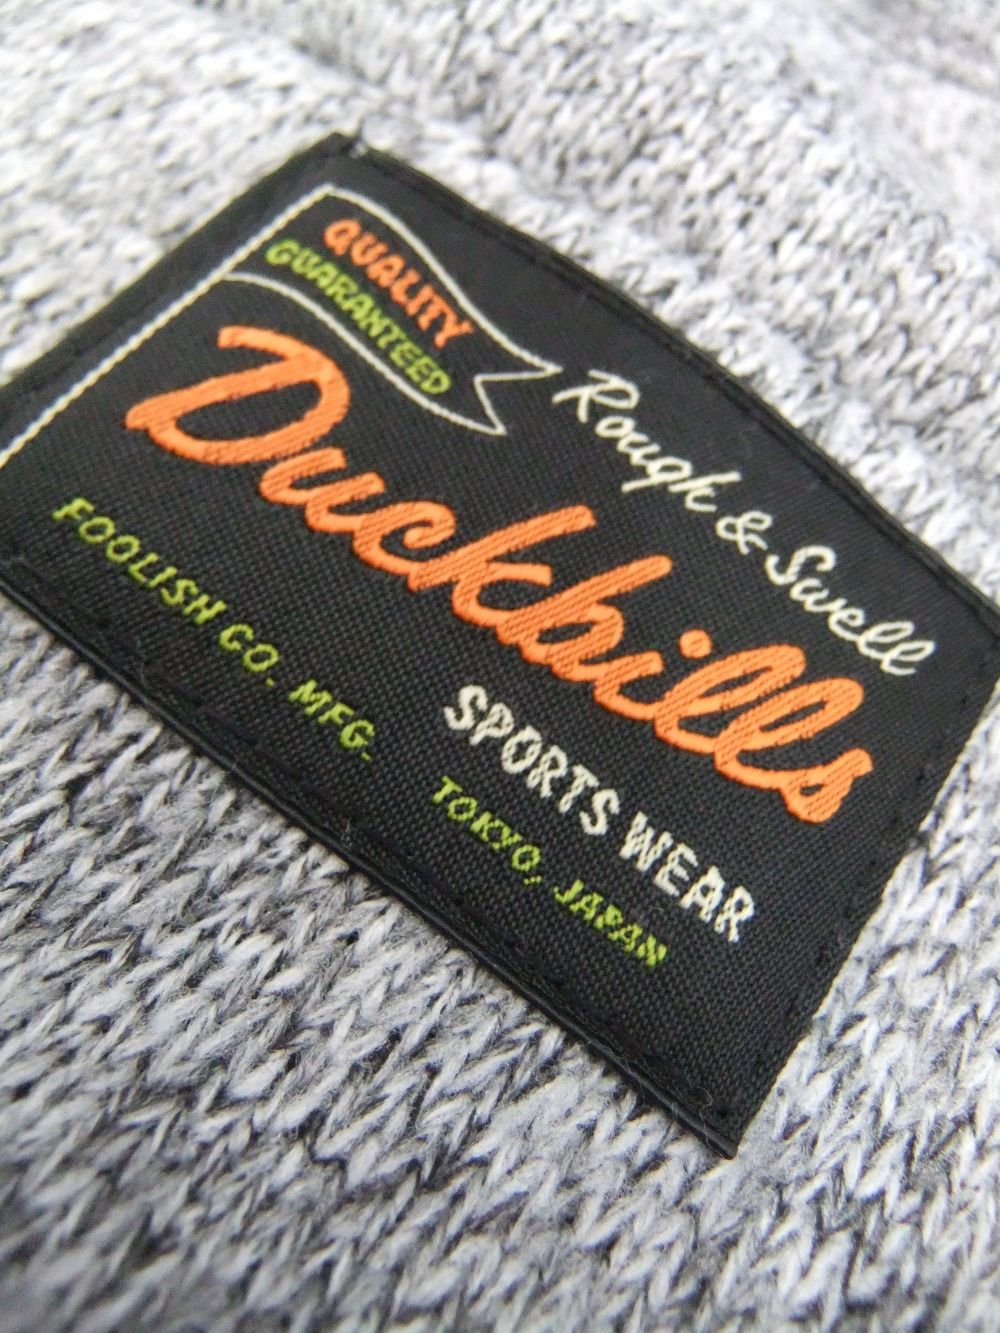 QUALITY
GUARANTEED
Rough & Swell
Duckbills
SPORTS WEAR
FOOLISH CO. MFG. TOKYO, JAPAN